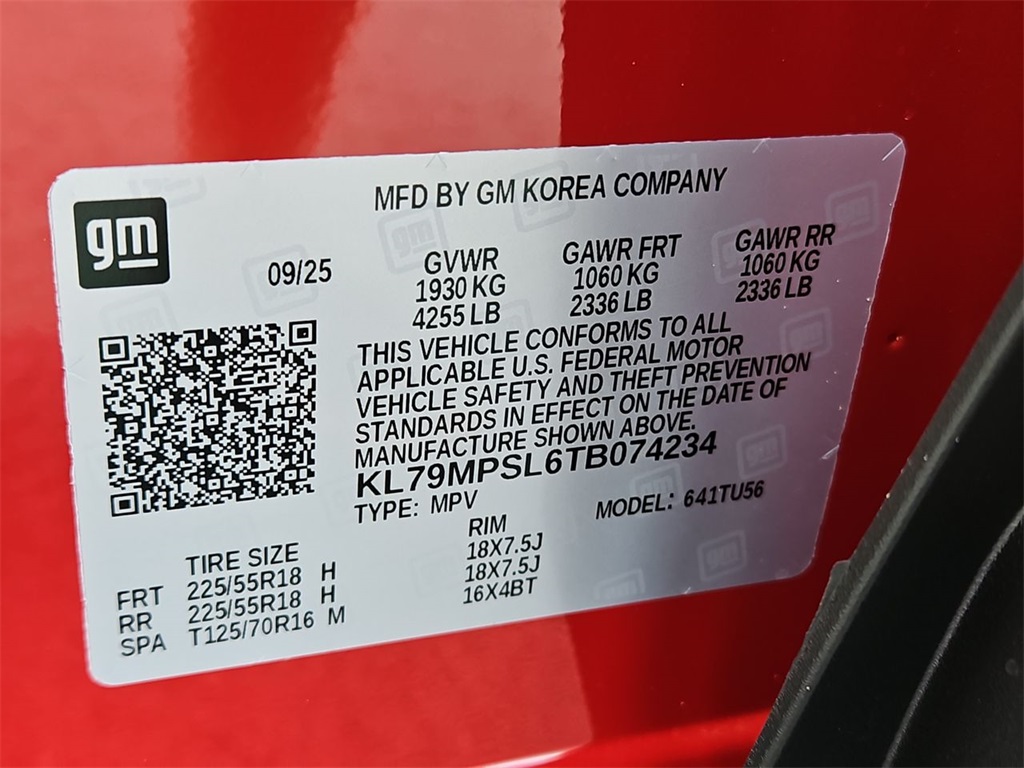 MFD BY GM KOREA COMPANY
gm
09/25
GVWR GAWR FRT GAWR RR
1930 KG 1060 KG 1060 KG
4255 LB 2336 LB 2336 LB
THIS VEHICLE CONFORMS TO ALL
APPLICABLE U.S. FEDERAL MOTOR
VEHICLE SAFETY AND THEFT PREVENTION
STANDARDS IN EFFECT ON THE DATE OF
MANUFACTURE SHOWN ABOVE.
KL79MPSL6TB074234
TYPE: MPV MODEL: 641TU56
TIRE SIZE RIM
FRT 225/55R18 H 18X7.5J
RR 225/55R18 H 18X7.5J
SPA T125/70R16 M 16X4BT